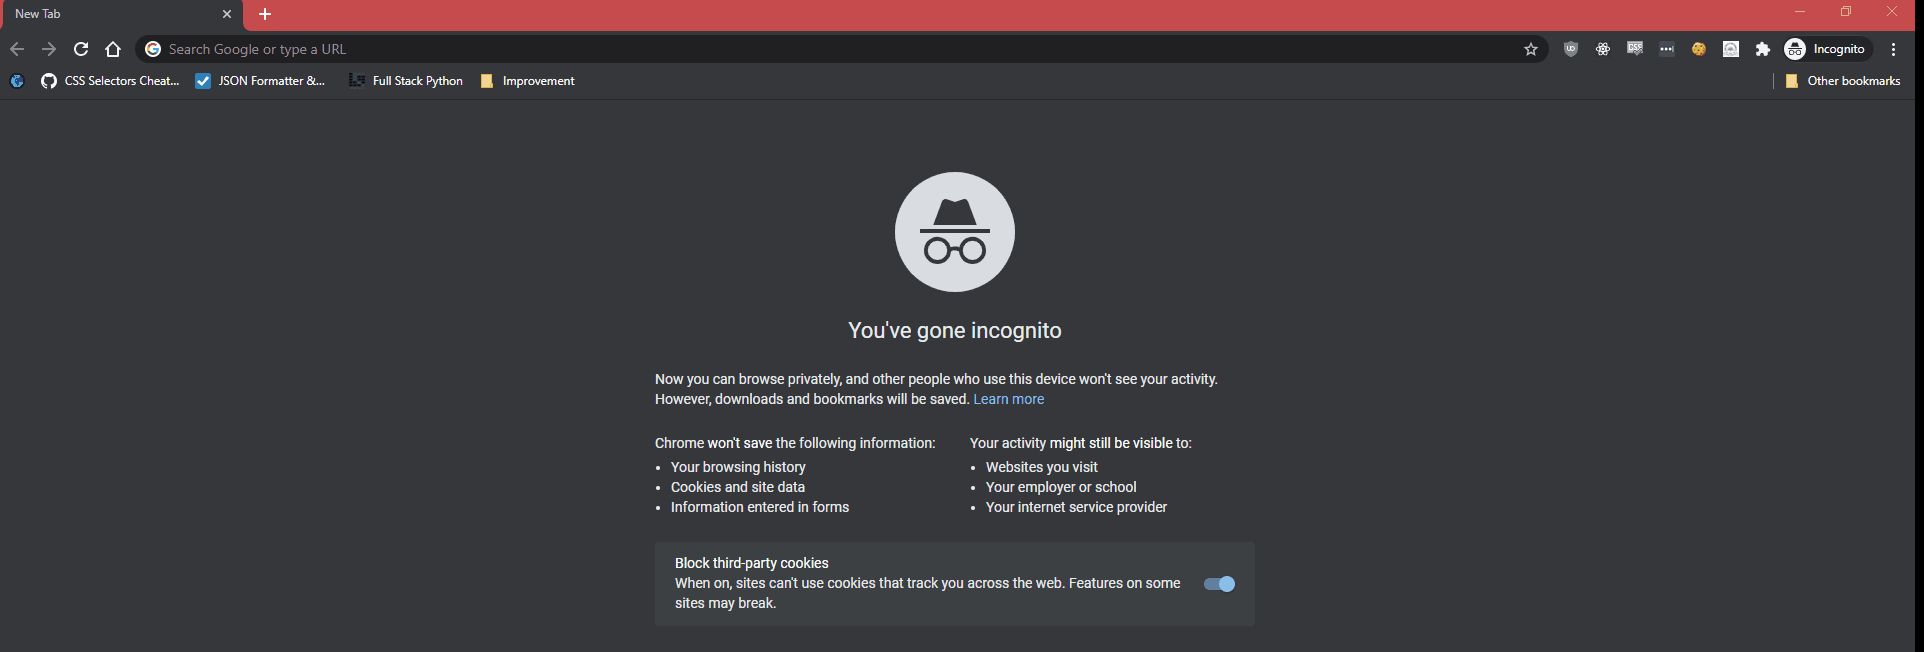 New Tab
Search Google or type a URL
Incognito
CSS Selectors Cheat...
JSON Formatter &...
Full Stack Python
Improvement
Other bookmarks
You've gone incognito
Now you can browse privately, and other people who use this device won't see your activity.
However, downloads and bookmarks will be saved. Learn more
Chrome won't save the following information:
Your browsing history
Cookies and site data
Information entered in forms
Your activity might still be visible to:
Websites you visit
Your employer or school
Your internet service provider
Block third-party cookies
When on, sites can't use cookies that track you across the web. Features on some
sites may break.